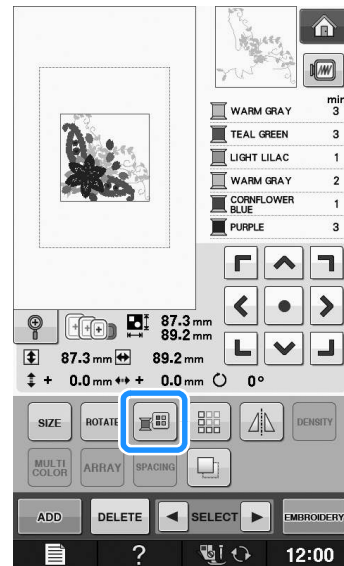 min
WARM GRAY 3
TEAL GREEN 3
LIGHT LILAC 1
WARM GRAY 2
CORNFLOWER
BLUE 1
PURPLE 3
87.3 mm
89.2 mm
87.3 mm 89.2 mm
+ 0.0 mm + 0.0 mm 0°
SIZE ROTATE DENSITY
MULTI
COLOR ARRAY SPACING
ADD DELETE SELECT EMBROIDERY
? 12:00